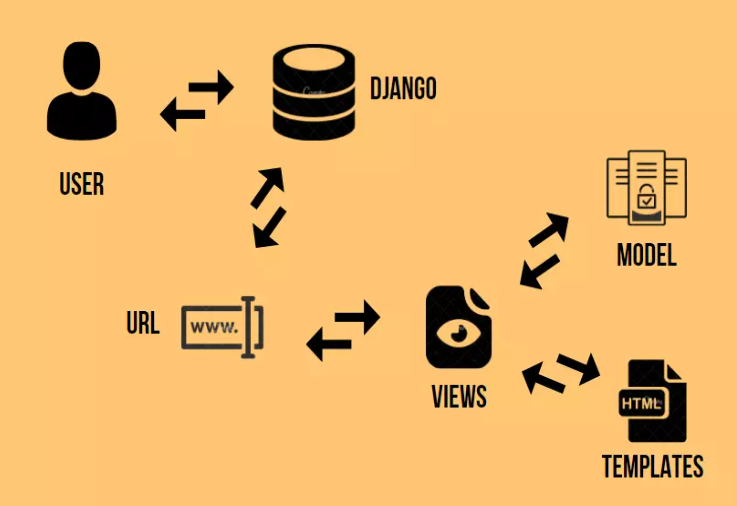 DJANGO
USER
MODEL
URL
www.
VIEWS
HTML
TEMPLATES